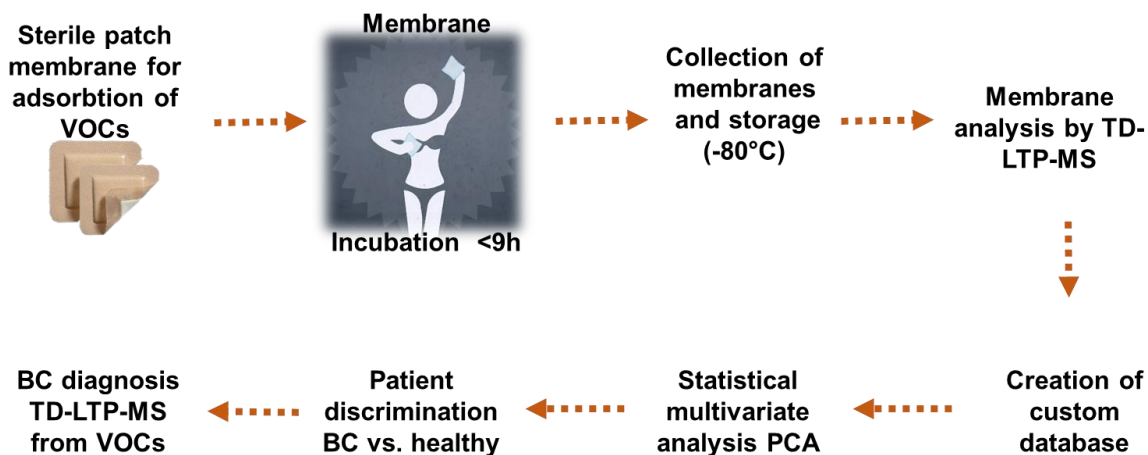 Sterile patch
membrane for
adsorbtion of
VOCs
Membrane
Incubation <9h
Collection of
membranes
and storage
(-80°C)
Membrane
analysis by TD-
LTP-MS
Creation of
custom
database
Statistical
multivariate
analysis PCA
Patient
discrimination
BC vs. healthy
BC diagnosis
TD-LTP-MS
from VOCs